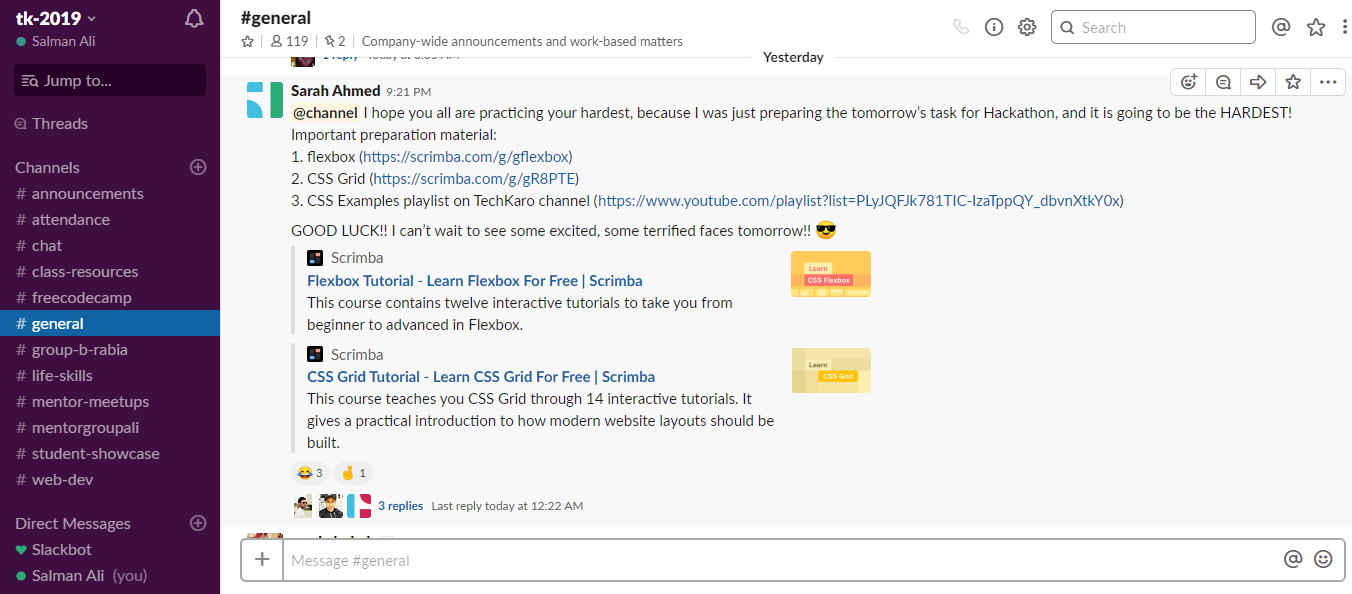 tk-2019
Salman Ali
Jump to...
Threads
Channels
# announcements
# attendance
# chat
# class-resources
# freecodecamp
# general
# group-b-rabia
# life-skills
# mentor-meetups
# mentorgroupali
# student-showcase
# web-dev
Direct Messages
Slackbot
Salman Ali (you)
#general
119 | 2 | Company-wide announcements and work-based matters
Search
Yesterday
Sarah Ahmed 9:21 PM
@channel I hope you all are practicing your hardest, because I was just preparing the tomorrow's task for Hackathon, and it is going to be the HARDEST!
Important preparation material:
1. flexbox (https://scrimba.com/g/gflexbox)
2. CSS Grid (https://scrimba.com/g/gR8PTE)
3. CSS Examples playlist on TechKaro channel (https://www.youtube.com/playlist?list=PLyJQFJk781TIC-IzaTppQY_dbvnXtkY0x)
GOOD LUCK!! I can't wait to see some excited, some terrified faces tomorrow!! 😎
Scrimba
Flexbox Tutorial - Learn Flexbox For Free | Scrimba
This course contains twelve interactive tutorials to take you from
beginner to advanced in Flexbox.
Learn
CSS Flexbox
Scrimba
CSS Grid Tutorial - Learn CSS Grid For Free | Scrimba
This course teaches you CSS Grid through 14 interactive tutorials. It
gives a practical introduction to how modern website layouts should be
built.
Learn
CSS Grid
😂 3 🤞 1
3 replies Last reply today at 12:22 AM
Message #general